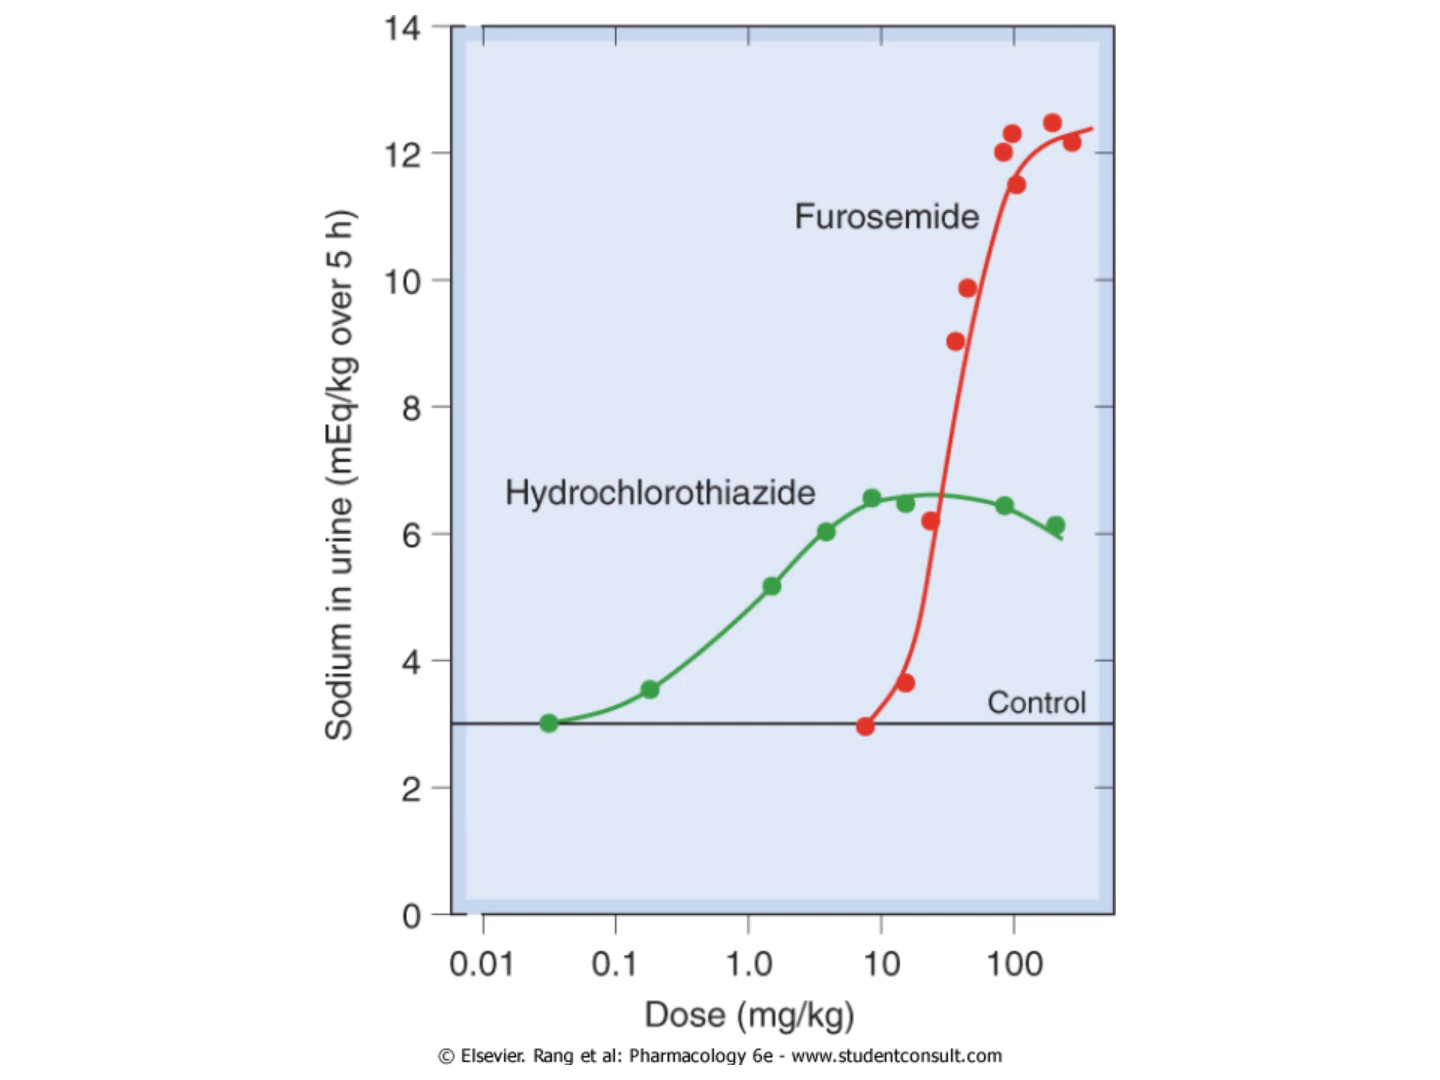 14
12
10
8
6
4
2
0
Sodium in urine (mEq/kg over 5 h)
Furosemide
Hydrochlorothiazide
Control
0.01 0.1 1.0 10 100
Dose (mg/kg)
© Elsevier. Rang et al: Pharmacology 6e - www.studentconsult.com